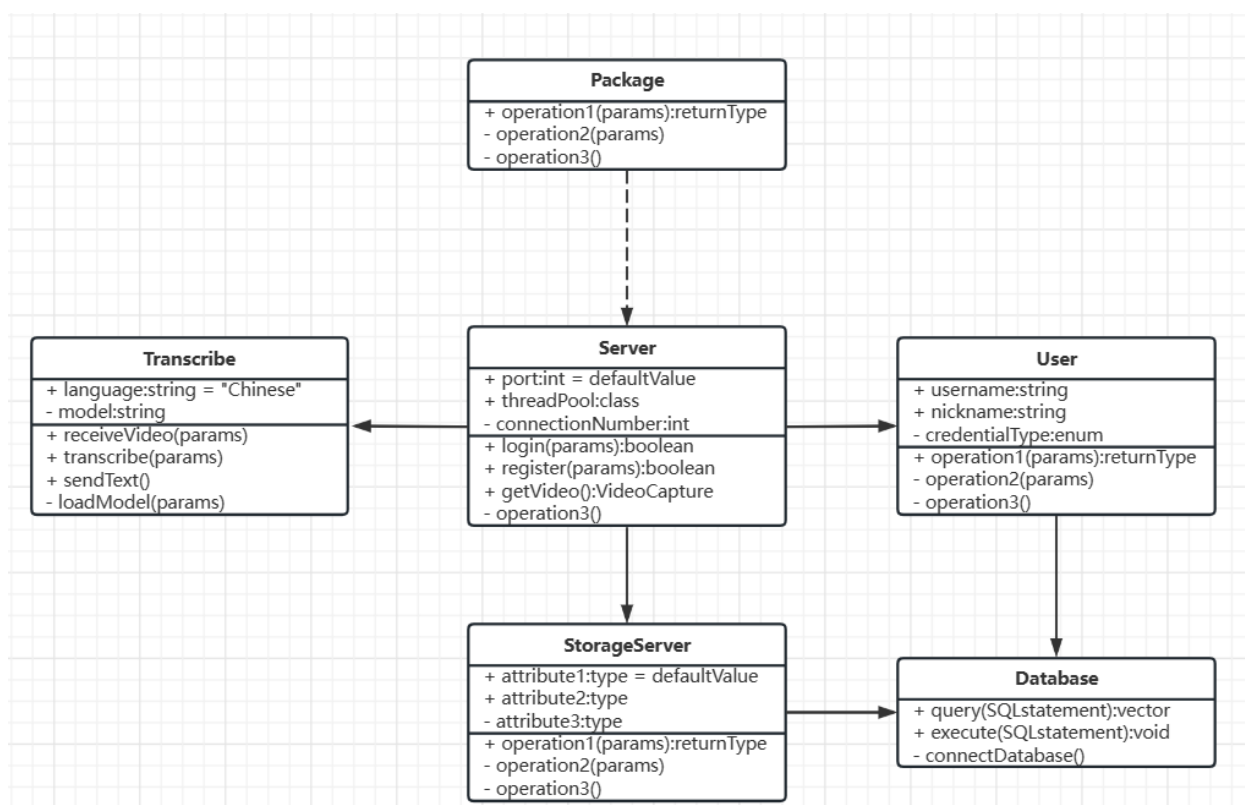 Package
+ operation1(params):returnType
- operation2(params)
- operation3()
Transcribe
+ language:string = "Chinese"
- model:string
+ receiveVideo(params)
+ transcribe(params)
+ sendText()
- loadModel(params)
Server
+ port:int = defaultValue
+ threadPool:class
- connectionNumber:int
+ login(params):boolean
+ register(params):boolean
+ getVideo():VideoCapture
- operation3()
User
+ username:string
+ nickname:string
- credentialType:enum
+ operation1(params):returnType
- operation2(params)
- operation3()
StorageServer
+ attribute1:type = defaultValue
+ attribute2:type
- attribute3:type
+ operation1(params):returnType
- operation2(params)
- operation3()
Database
+ query(SQLstatement):vector
+ execute(SQLstatement):void
- connectDatabase()